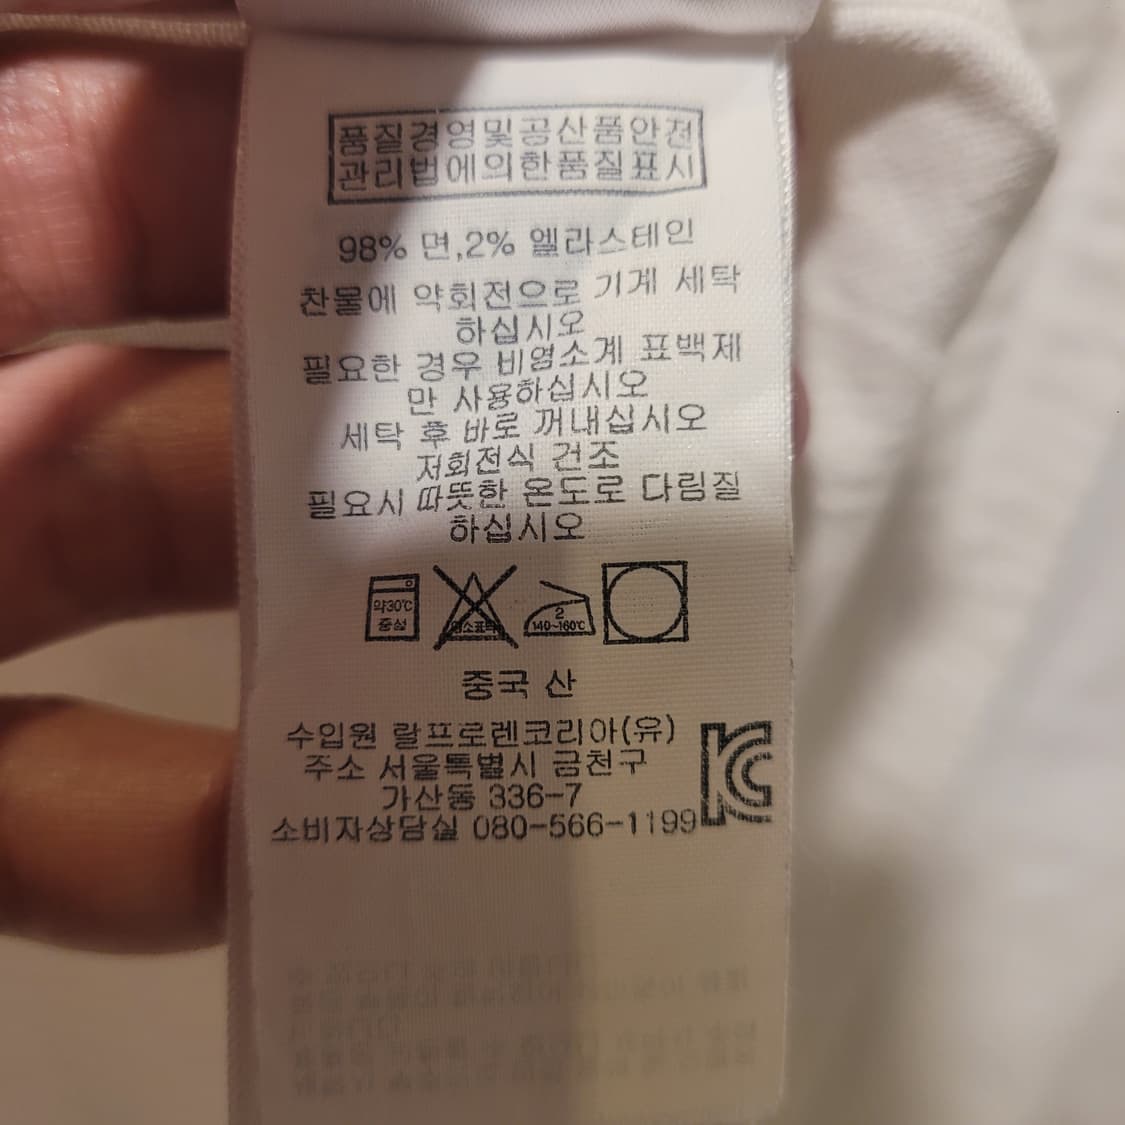 품질경영및공산품안전
관리법에의한품질표시
98% 면,2% 엘라스테인
찬물에 약회전으로 기계 세탁
하십시오
필요한 경우 비염소계 표백제
만 사용하십시오
세탁 후 바로 꺼내십시오
저회전식 건조
필요시 따뜻한 온도로 다림질
하십시오
약30℃
중성
염소표백
2
140~160℃
중국 산
수입원 랄프로렌코리아(유)
주소 서울특별시 금천구
가산동 336-7
소비자상담실 080-566-1199
KC